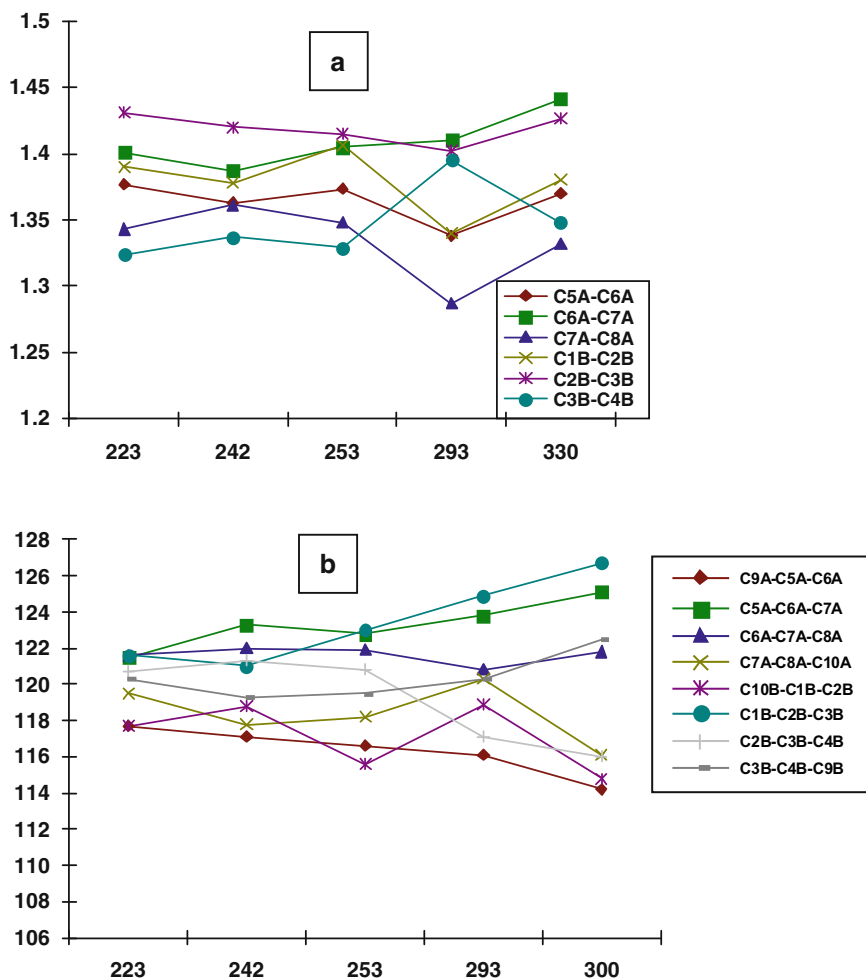 1.5
a
1.45
1.4
1.35
1.3
1.25
1.2
C5A-C6A
C6A-C7A
C7A-C8A
C1B-C2B
C2B-C3B
C3B-C4B
223 242 253 293 330
128
b
126
124
122
120
118
116
114
112
110
108
106
C9A-C5A-C6A
C5A-C6A-C7A
C6A-C7A-C8A
C7A-C8A-C10A
C10B-C1B-C2B
C1B-C2B-C3B
C2B-C3B-C4B
C3B-C4B-C9B
223 242 253 293 300